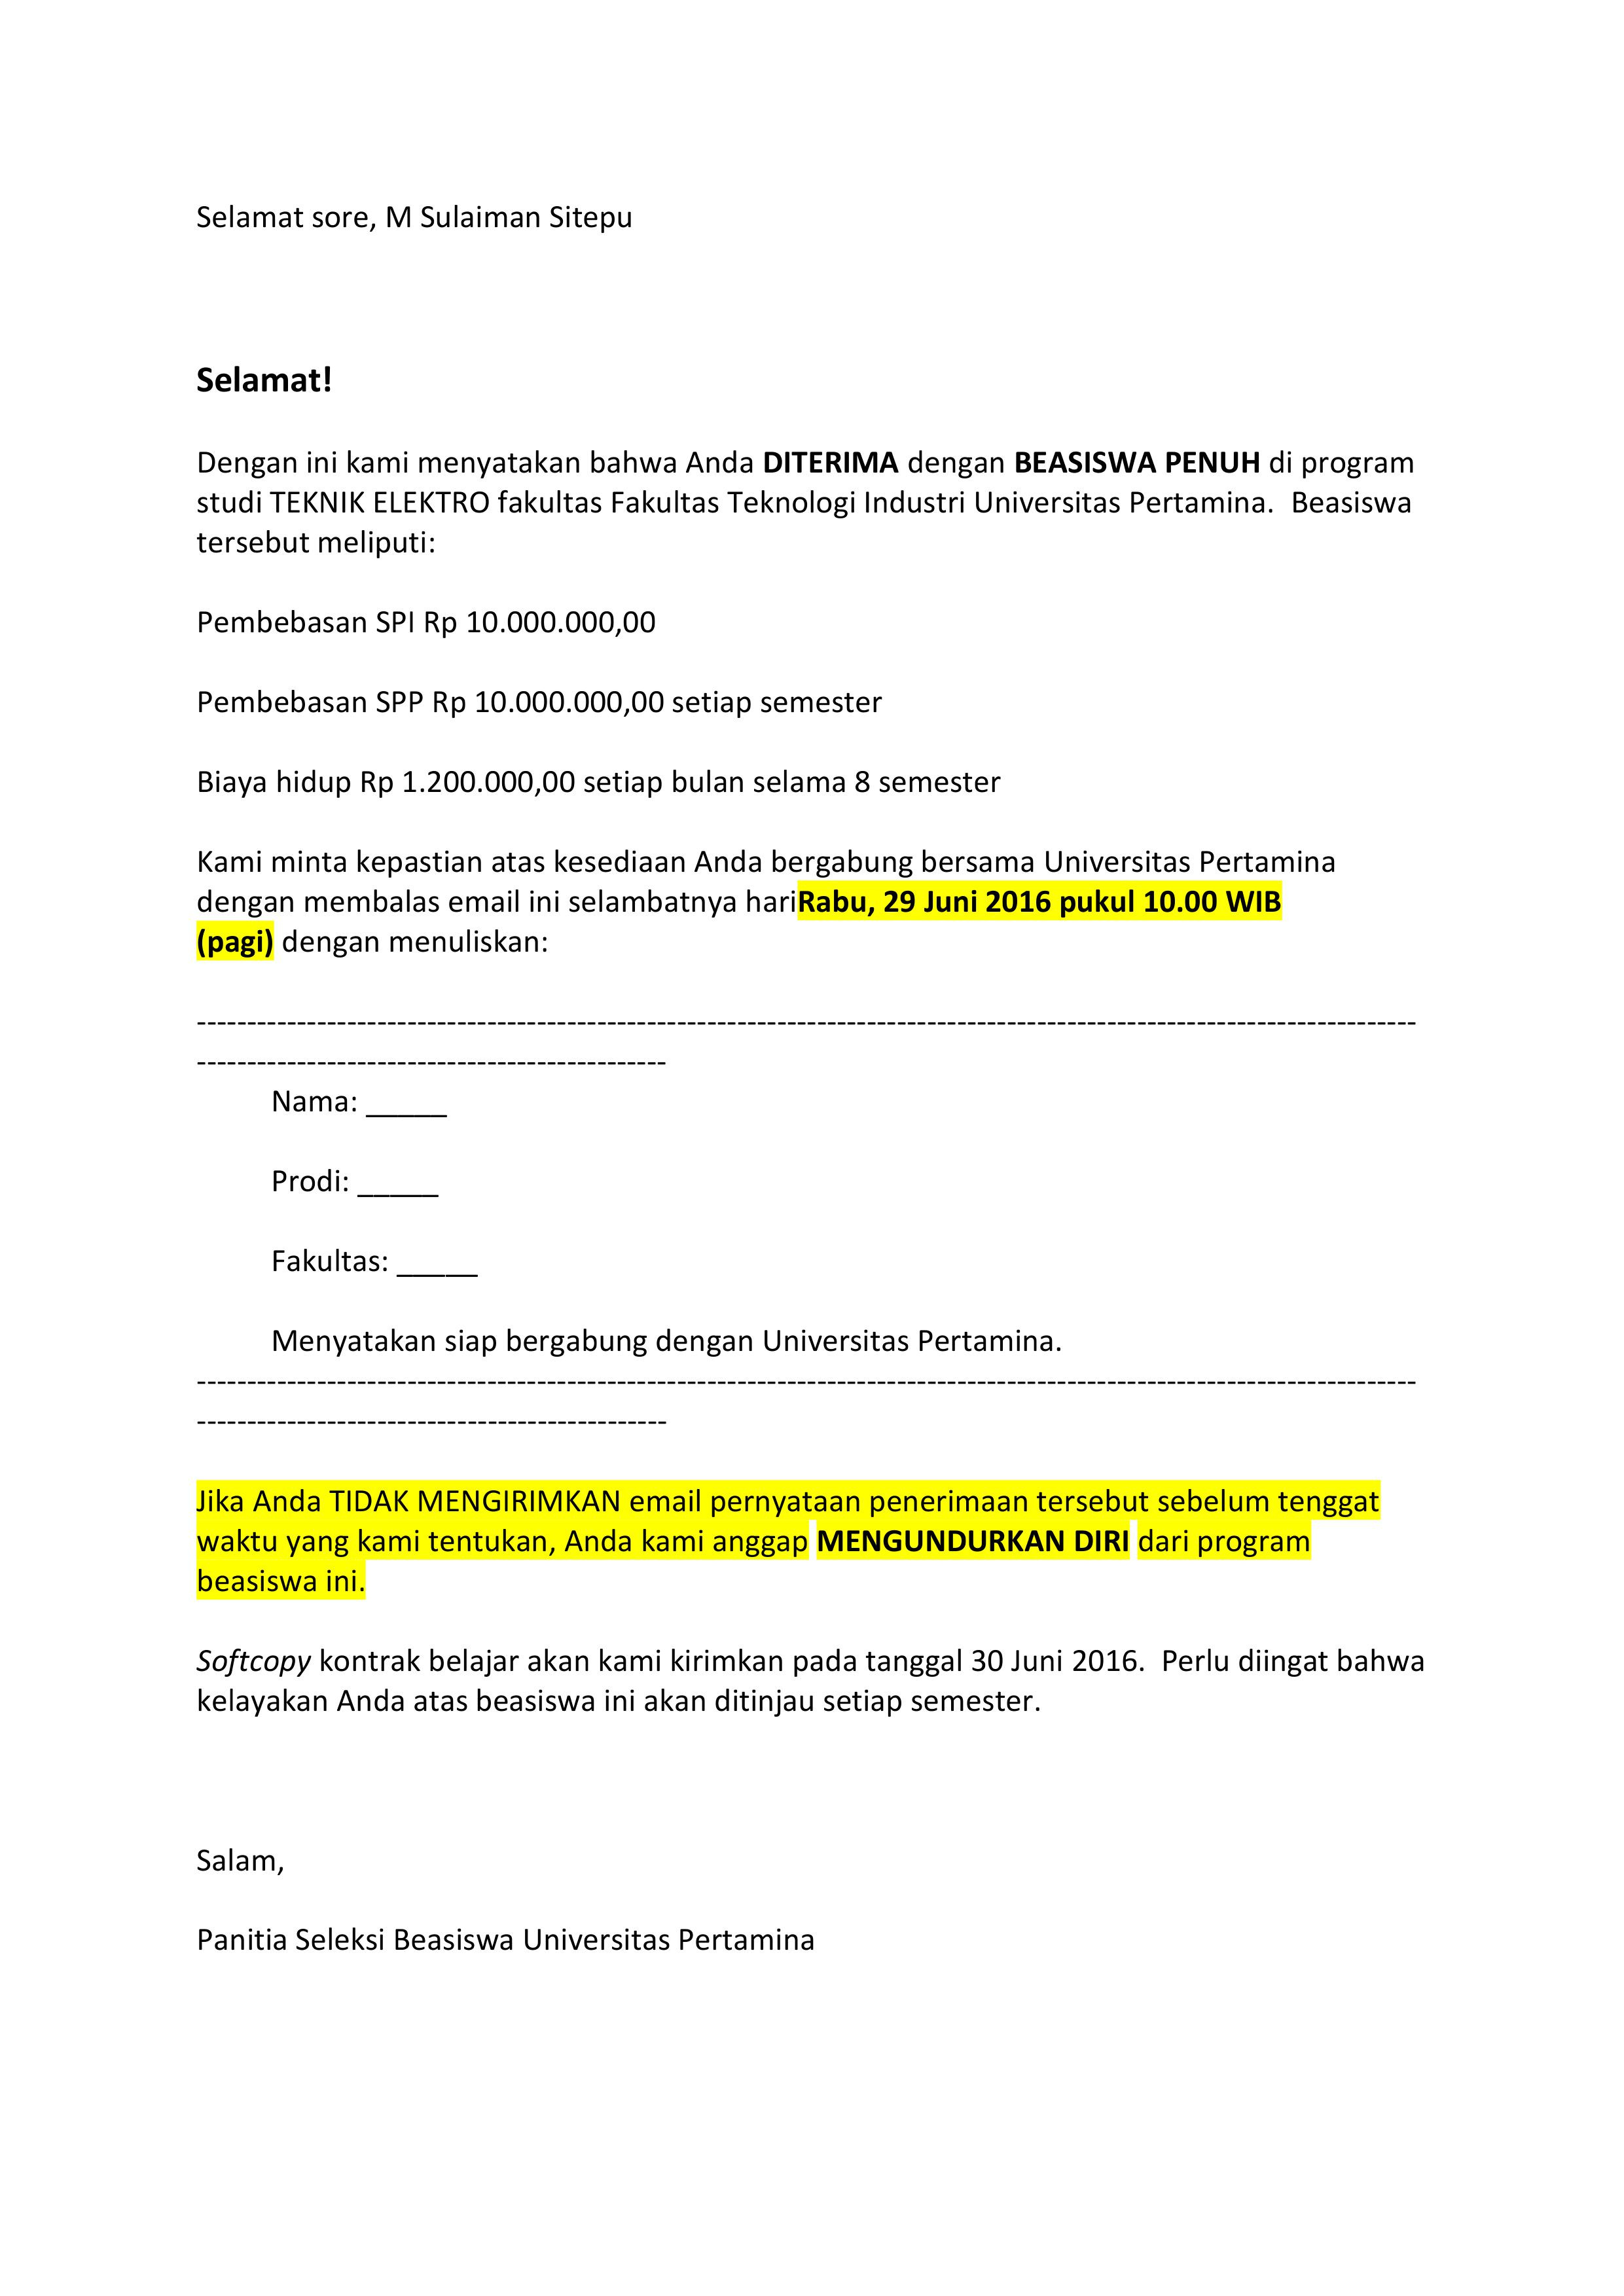 Selamat sore, M Sulaiman Sitepu
Selamat!
Dengan ini kami menyatakan bahwa Anda DITERIMA dengan BEASISWA PENUH di program
studi TEKNIK ELEKTRO fakultas Fakultas Teknologi Industri Universitas Pertamina.  Beasiswa
tersebut meliputi:
Pembebasan SPI Rp 10.000.000,00
Pembebasan SPP Rp 10.000.000,00 setiap semester
Biaya hidup Rp 1.200.000,00 setiap bulan selama 8 semester
Kami minta kepastian atas kesediaan Anda bergabung bersama Universitas Pertamina
dengan membalas email ini selambatnya hariRabu, 29 Juni 2016 pukul 10.00 WIB
(pagi) dengan menuliskan:
--------------------------------------------------------------------------------------------------------------------------
-----------------------------------------------
Nama: _____
Prodi: _____
Fakultas: _____
Menyatakan siap bergabung dengan Universitas Pertamina.
--------------------------------------------------------------------------------------------------------------------------
-----------------------------------------------
Jika Anda TIDAK MENGIRIMKAN email pernyataan penerimaan tersebut sebelum tenggat
waktu yang kami tentukan, Anda kami anggap MENGUNDURKAN DIRI dari program
beasiswa ini.
Softcopy kontrak belajar akan kami kirimkan pada tanggal 30 Juni 2016.  Perlu diingat bahwa
kelayakan Anda atas beasiswa ini akan ditinjau setiap semester.
Salam,
Panitia Seleksi Beasiswa Universitas Pertamina